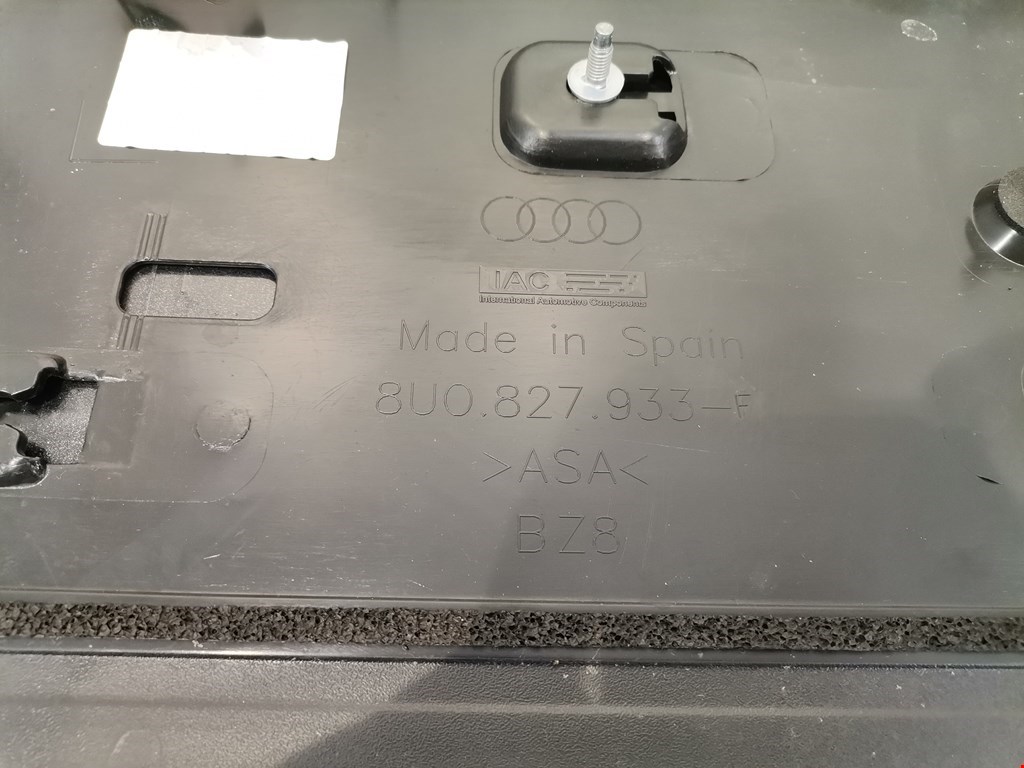 IAC
International Automotive Components
Made in Spain
8U0.827.933-F
>ASA<
BZ8